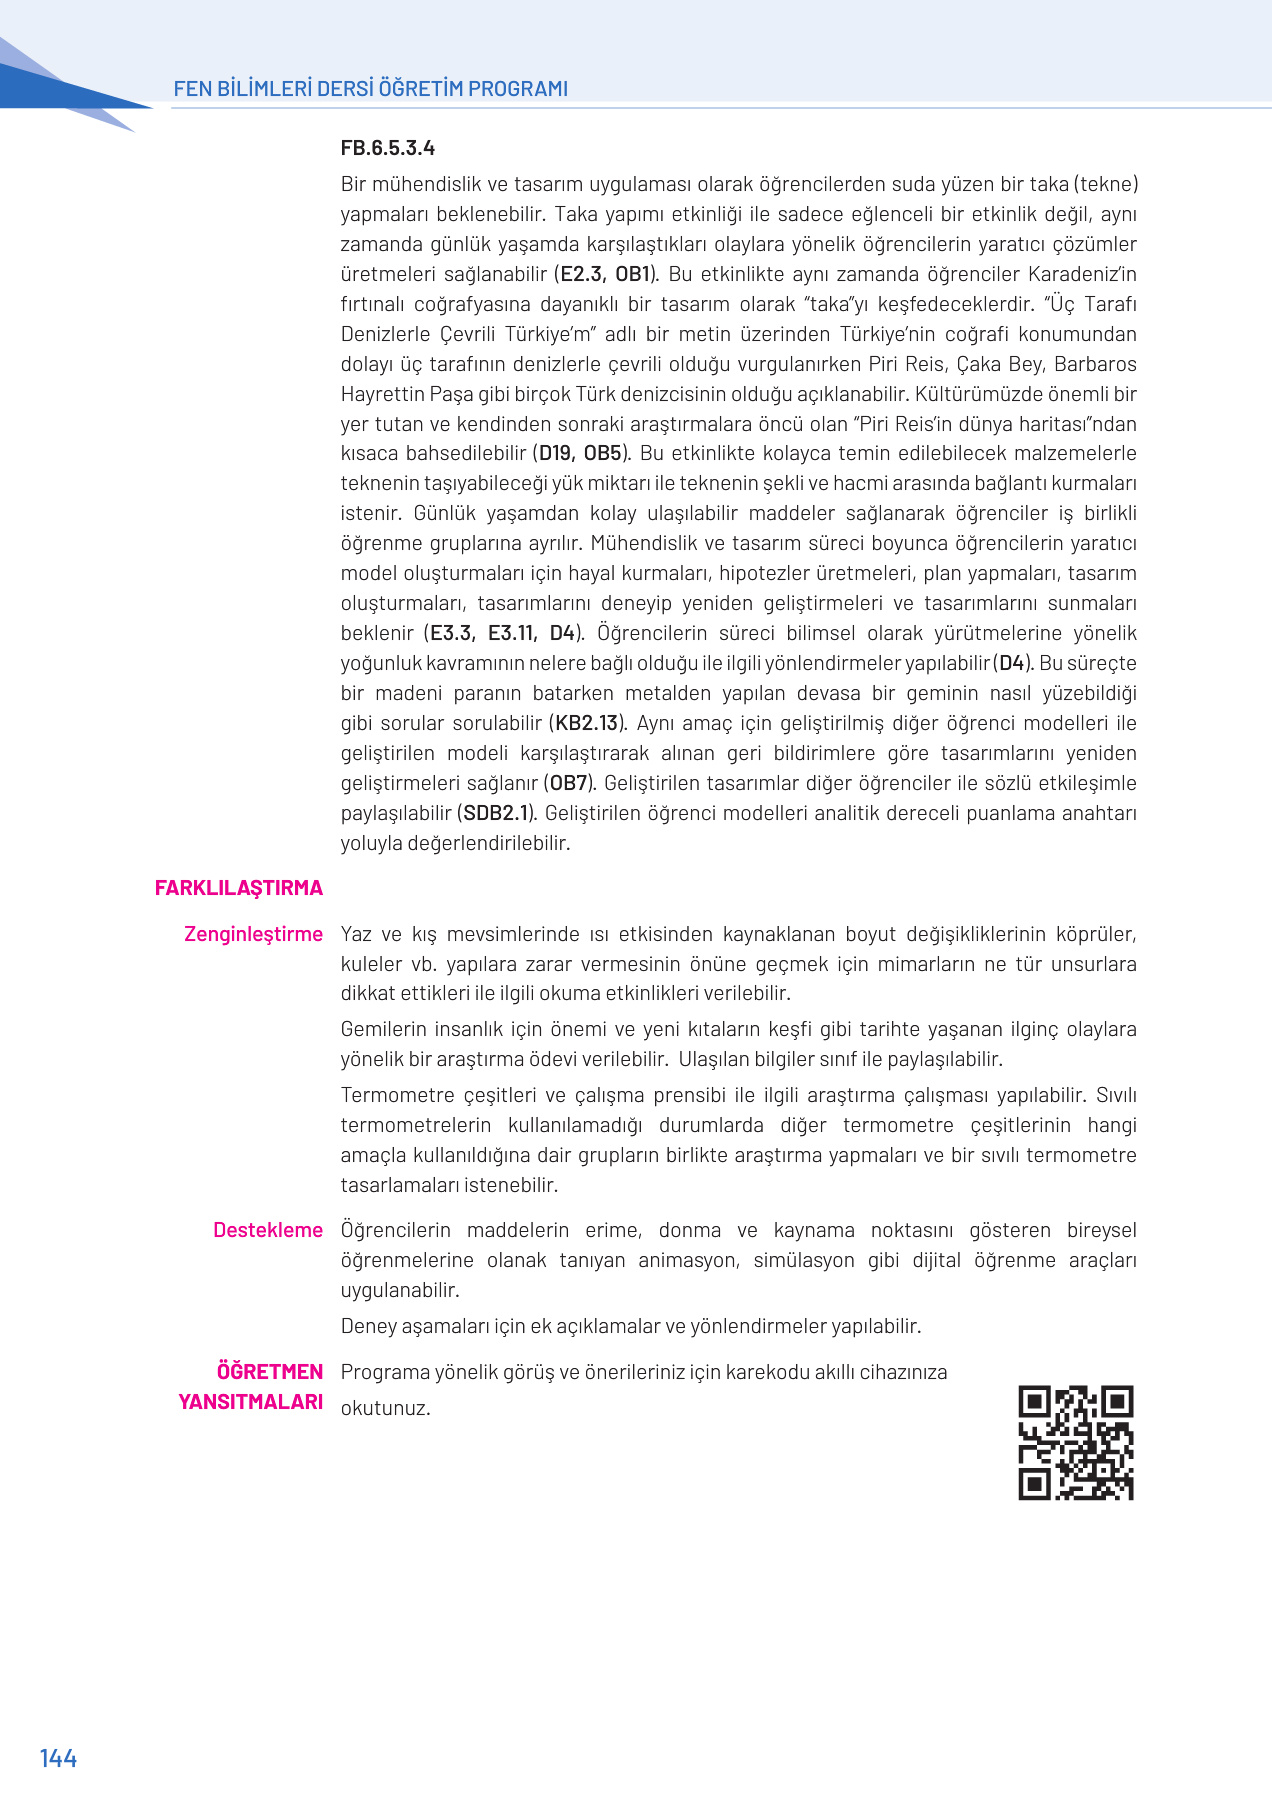 FEN BİLİMLERİ DERSİ ÖĞRETİM PROGRAMI
FB.6.5.3.4
Bir mühendislik ve tasarım uygulaması olarak öğrencilerden suda yüzen bir taka (tekne)
yapmaları beklenebilir. Taka yapımı etkinliği ile sadece eğlenceli bir etkinlik değil, aynı
zamanda günlük yaşamda karşılaştıkları olaylara yönelik öğrencilerin yaratıcı çözümler
üretmeleri sağlanabilir (E2.3, OB1). Bu etkinlikte aynı zamanda öğrenciler Karadeniz’in
fırtınalı coğrafyasına dayanıklı bir tasarım olarak “taka”yı keşfedeceklerdir. “Üç Tarafı
Denizlerle Çevrili Türkiye’m” adlı bir metin üzerinden Türkiye’nin coğrafi konumundan
dolayı üç tarafının denizlerle çevrili olduğu vurgulanırken Piri Reis, Çaka Bey, Barbaros
Hayrettin Paşa gibi birçok Türk denizcisinin olduğu açıklanabilir. Kültürümüzde önemli bir
yer tutan ve kendinden sonraki araştırmalara öncü olan “Piri Reis’in dünya haritası”ndan
kısaca bahsedilebilir (D19, OB5). Bu etkinlikte kolayca temin edilebilecek malzemelerle
teknenin taşıyabileceği yük miktarı ile teknenin şekli ve hacmi arasında bağlantı kurmaları
istenir. Günlük yaşamdan kolay ulaşılabilir maddeler sağlanarak öğrenciler iş birlikli
öğrenme gruplarına ayrılır. Mühendislik ve tasarım süreci boyunca öğrencilerin yaratıcı
model oluşturmaları için hayal kurmaları, hipotezler üretmeleri, plan yapmaları, tasarım
oluşturmaları, tasarımlarını deneyip yeniden geliştirmeleri ve tasarımlarını sunmaları
beklenir (E3.3, E3.11, D4). Öğrencilerin süreci bilimsel olarak yürütmelerine yönelik
yoğunluk kavramının nelere bağlı olduğu ile ilgili yönlendirmeler yapılabilir (D4). Bu süreçte
bir madeni paranın batarken metalden yapılan devasa bir geminin nasıl yüzebildiği
gibi sorular sorulabilir (KB2.13). Aynı amaç için geliştirilmiş diğer öğrenci modelleri ile
geliştirilen modeli karşılaştırarak alınan geri bildirimlere göre tasarımlarını yeniden
geliştirmeleri sağlanır (OB7). Geliştirilen tasarımlar diğer öğrenciler ile sözlü etkileşimle
paylaşılabilir (SDB2.1). Geliştirilen öğrenci modelleri analitik dereceli puanlama anahtarı
yoluyla değerlendirilebilir.
FARKLILAŞTIRMA
Zenginleştirme Yaz ve kış mevsimlerinde ısı etkisinden kaynaklanan boyut değişikliklerinin köprüler,
kuleler vb. yapılara zarar vermesinin önüne geçmek için mimarların ne tür unsurlara
dikkat ettikleri ile ilgili okuma etkinlikleri verilebilir.
Gemilerin insanlık için önemi ve yeni kıtaların keşfi gibi tarihte yaşanan ilginç olaylara
yönelik bir araştırma ödevi verilebilir. Ulaşılan bilgiler sınıf ile paylaşılabilir.
Termometre çeşitleri ve çalışma prensibi ile ilgili araştırma çalışması yapılabilir. Sıvılı
termometrelerin kullanılamadığı durumlarda diğer termometre çeşitlerinin hangi
amaçla kullanıldığına dair grupların birlikte araştırma yapmaları ve bir sıvılı termometre
tasarlamaları istenebilir.
Destekleme Öğrencilerin maddelerin erime, donma ve kaynama noktasını gösteren bireysel
öğrenmelerine olanak tanıyan animasyon, simülasyon gibi dijital öğrenme araçları
uygulanabilir.
Deney aşamaları için ek açıklamalar ve yönlendirmeler yapılabilir.
ÖĞRETMEN Programa yönelik görüş ve önerileriniz için karekodu akıllı cihazınıza
YANSITMALARI okutunuz.
144